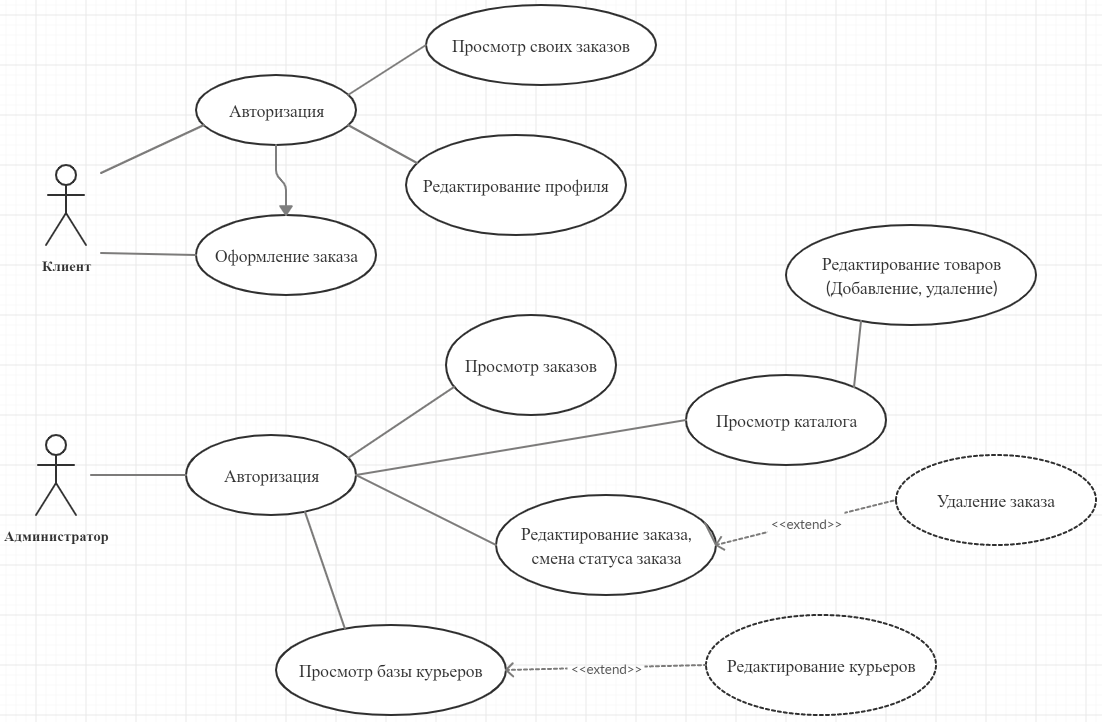 Просмотр своих заказов
Авторизация
Редактирование профиля
Оформление заказа
Клиент
Редактирование товаров
(Добавление, удаление)
Просмотр заказов
Просмотр каталога
Авторизация
Администратор
Удаление заказа
<<extend>>
Редактирование заказа,
смена статуса заказа
Просмотр базы курьеров
<<extend>>
Редактирование курьеров